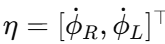 η = [φ̇_R, φ̇_L]^⊤